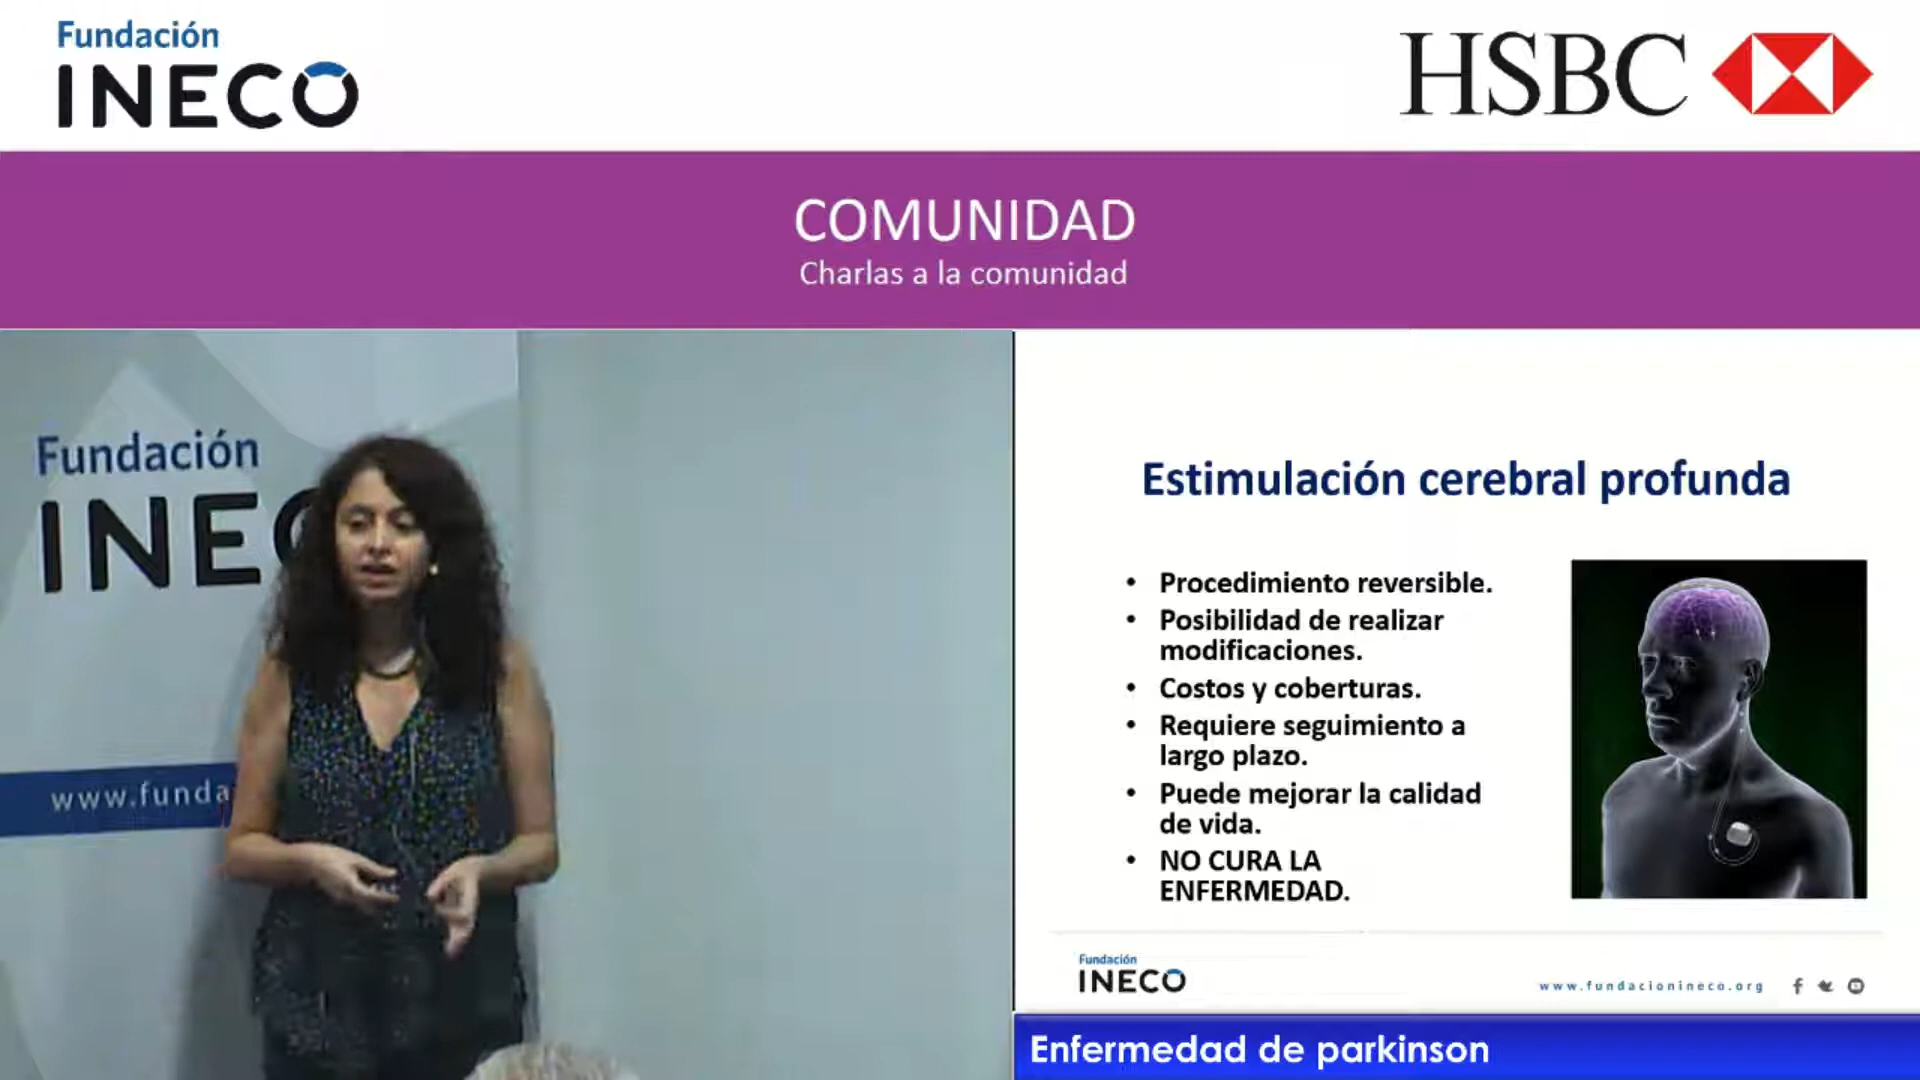 Fundación
INECO
HSBC
COMUNIDAD
Charlas a la comunidad
Fundación
INEC
www.funda
Estimulación cerebral profunda
• Procedimiento reversible.
• Posibilidad de realizar
modificaciones.
• Costos y coberturas.
• Requiere seguimiento a
largo plazo.
• Puede mejorar la calidad
de vida.
• NO CURA LA
ENFERMEDAD.
Fundación
INECO
www.fundacionineco.org
Enfermedad de parkinson